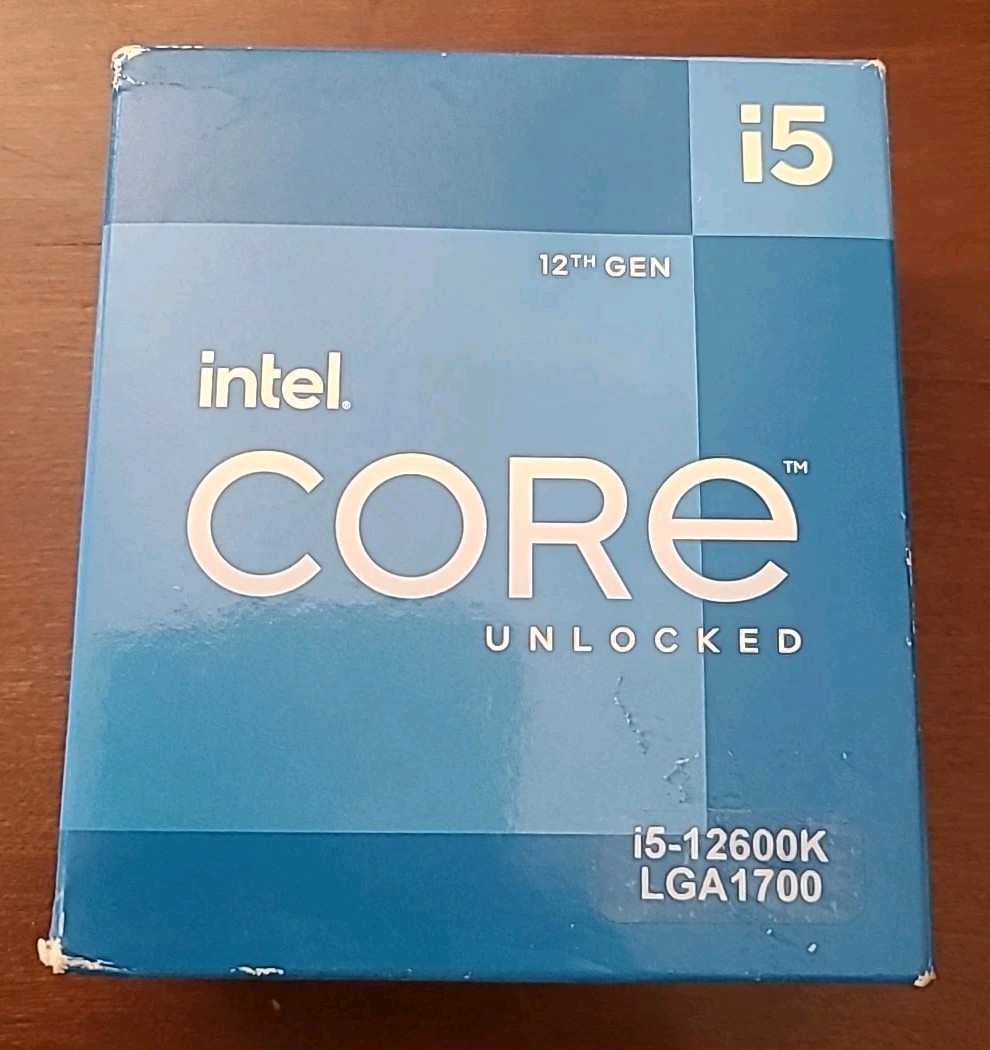 i5
12TH GEN
intel®
CORe™
UNLOCKED
i5-12600K
LGA1700